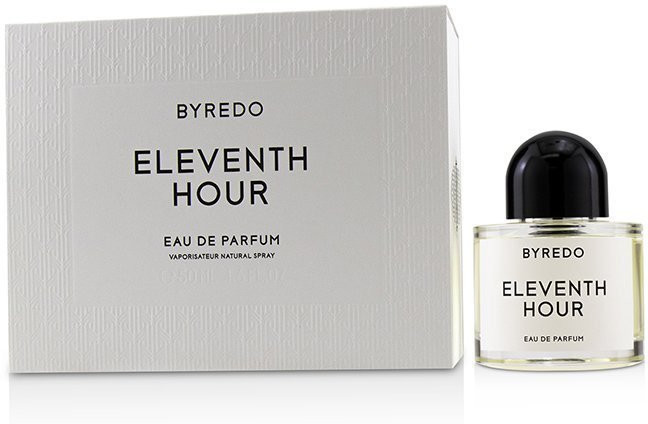 BYREDO
ELEVENTH
HOUR
EAU DE PARFUM
VAPORISATEUR NATURAL SPRAY
BYREDO
ELEVENTH
HOUR
EAU DE PARFUM